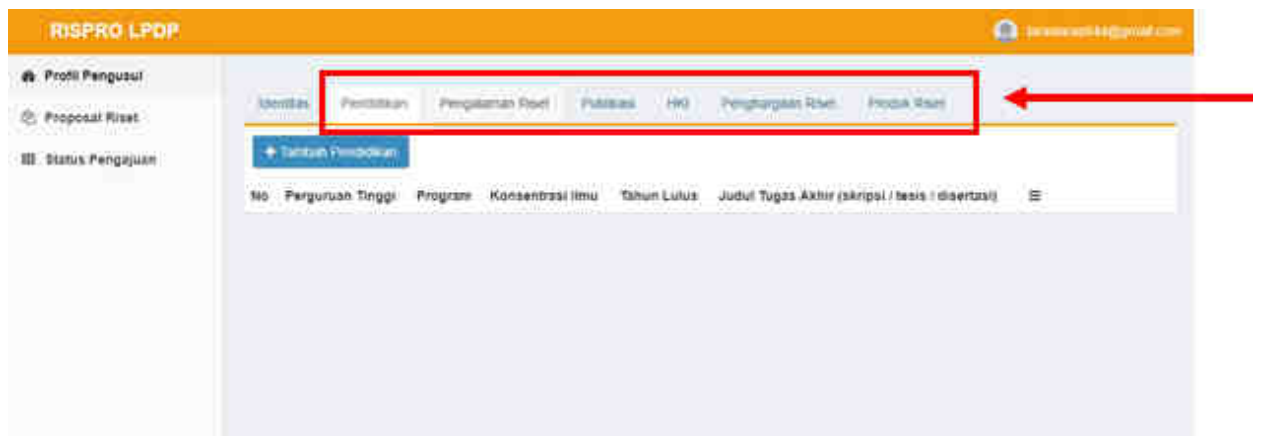 RISPRO LPDP
Profil Pengusul
Proposal Riset
Status Pengajuan
Identitas Pendidikan Pengalaman Riset Publikasi HKI Penghargaan Riset Produk Riset
Tambah Pendidikan
No Perguruan Tinggi Program Konsentrasi Ilmu Tahun Lulus Judul Tugas Akhir (skripsi / tesis / disertasi)